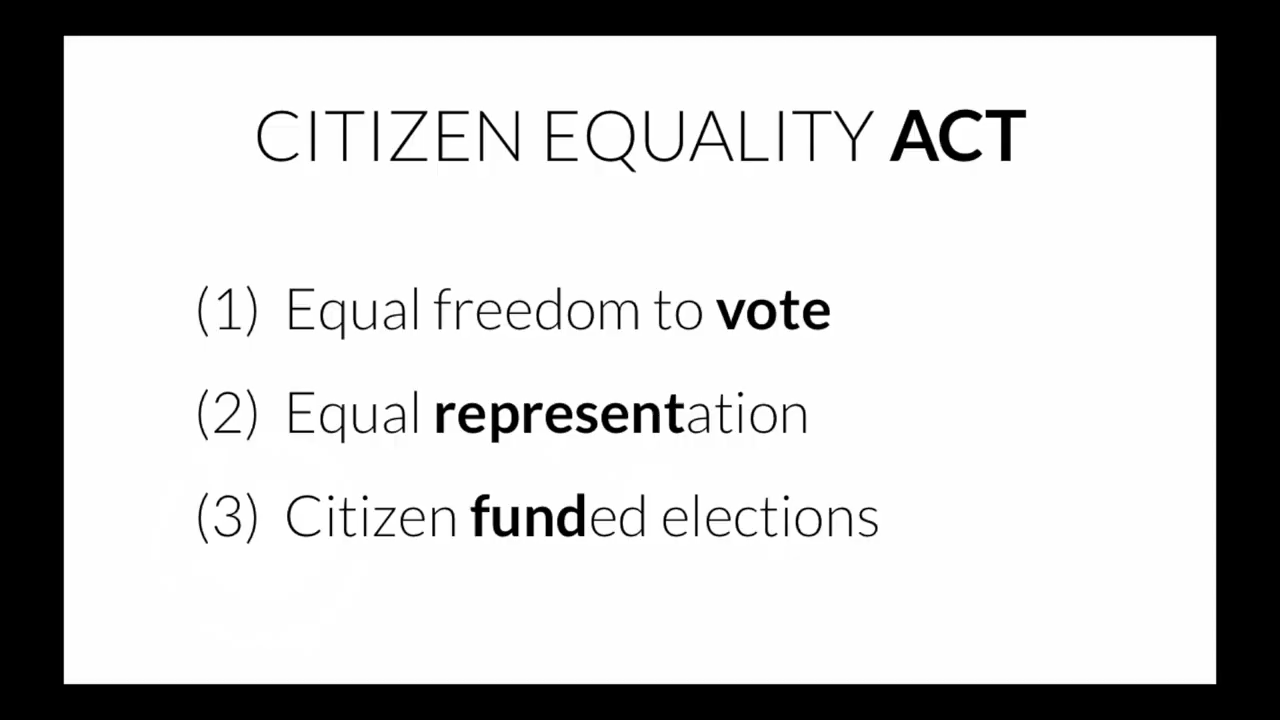 CITIZEN EQUALITY ACT
(1) Equal freedom to vote
(2) Equal representation
(3) Citizen funded elections